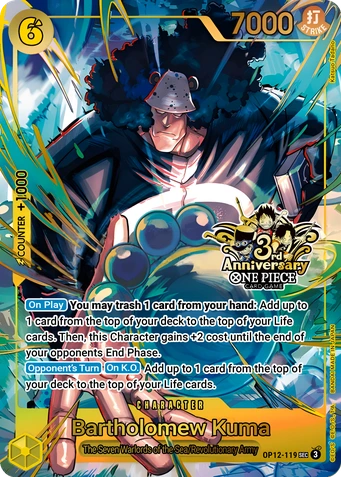 6
7000
打
STRIKE
COUNTER +1000
3rd
Anniversary
ONE PIECE
CARD GAME
On Play You may trash 1 card from your hand: Add up to
1 card from the top of your deck to the top of your Life
cards. Then, this Character gains +2 cost until the end of
your opponents End Phase.
Opponent's Turn On K.O. Add up to 1 card from the top
of your deck to the top of your Life cards.
CHARACTER
Bartholomew Kuma
The Seven Warlords of the Sea/Revolutionary Army
OP12-119 SEC 3